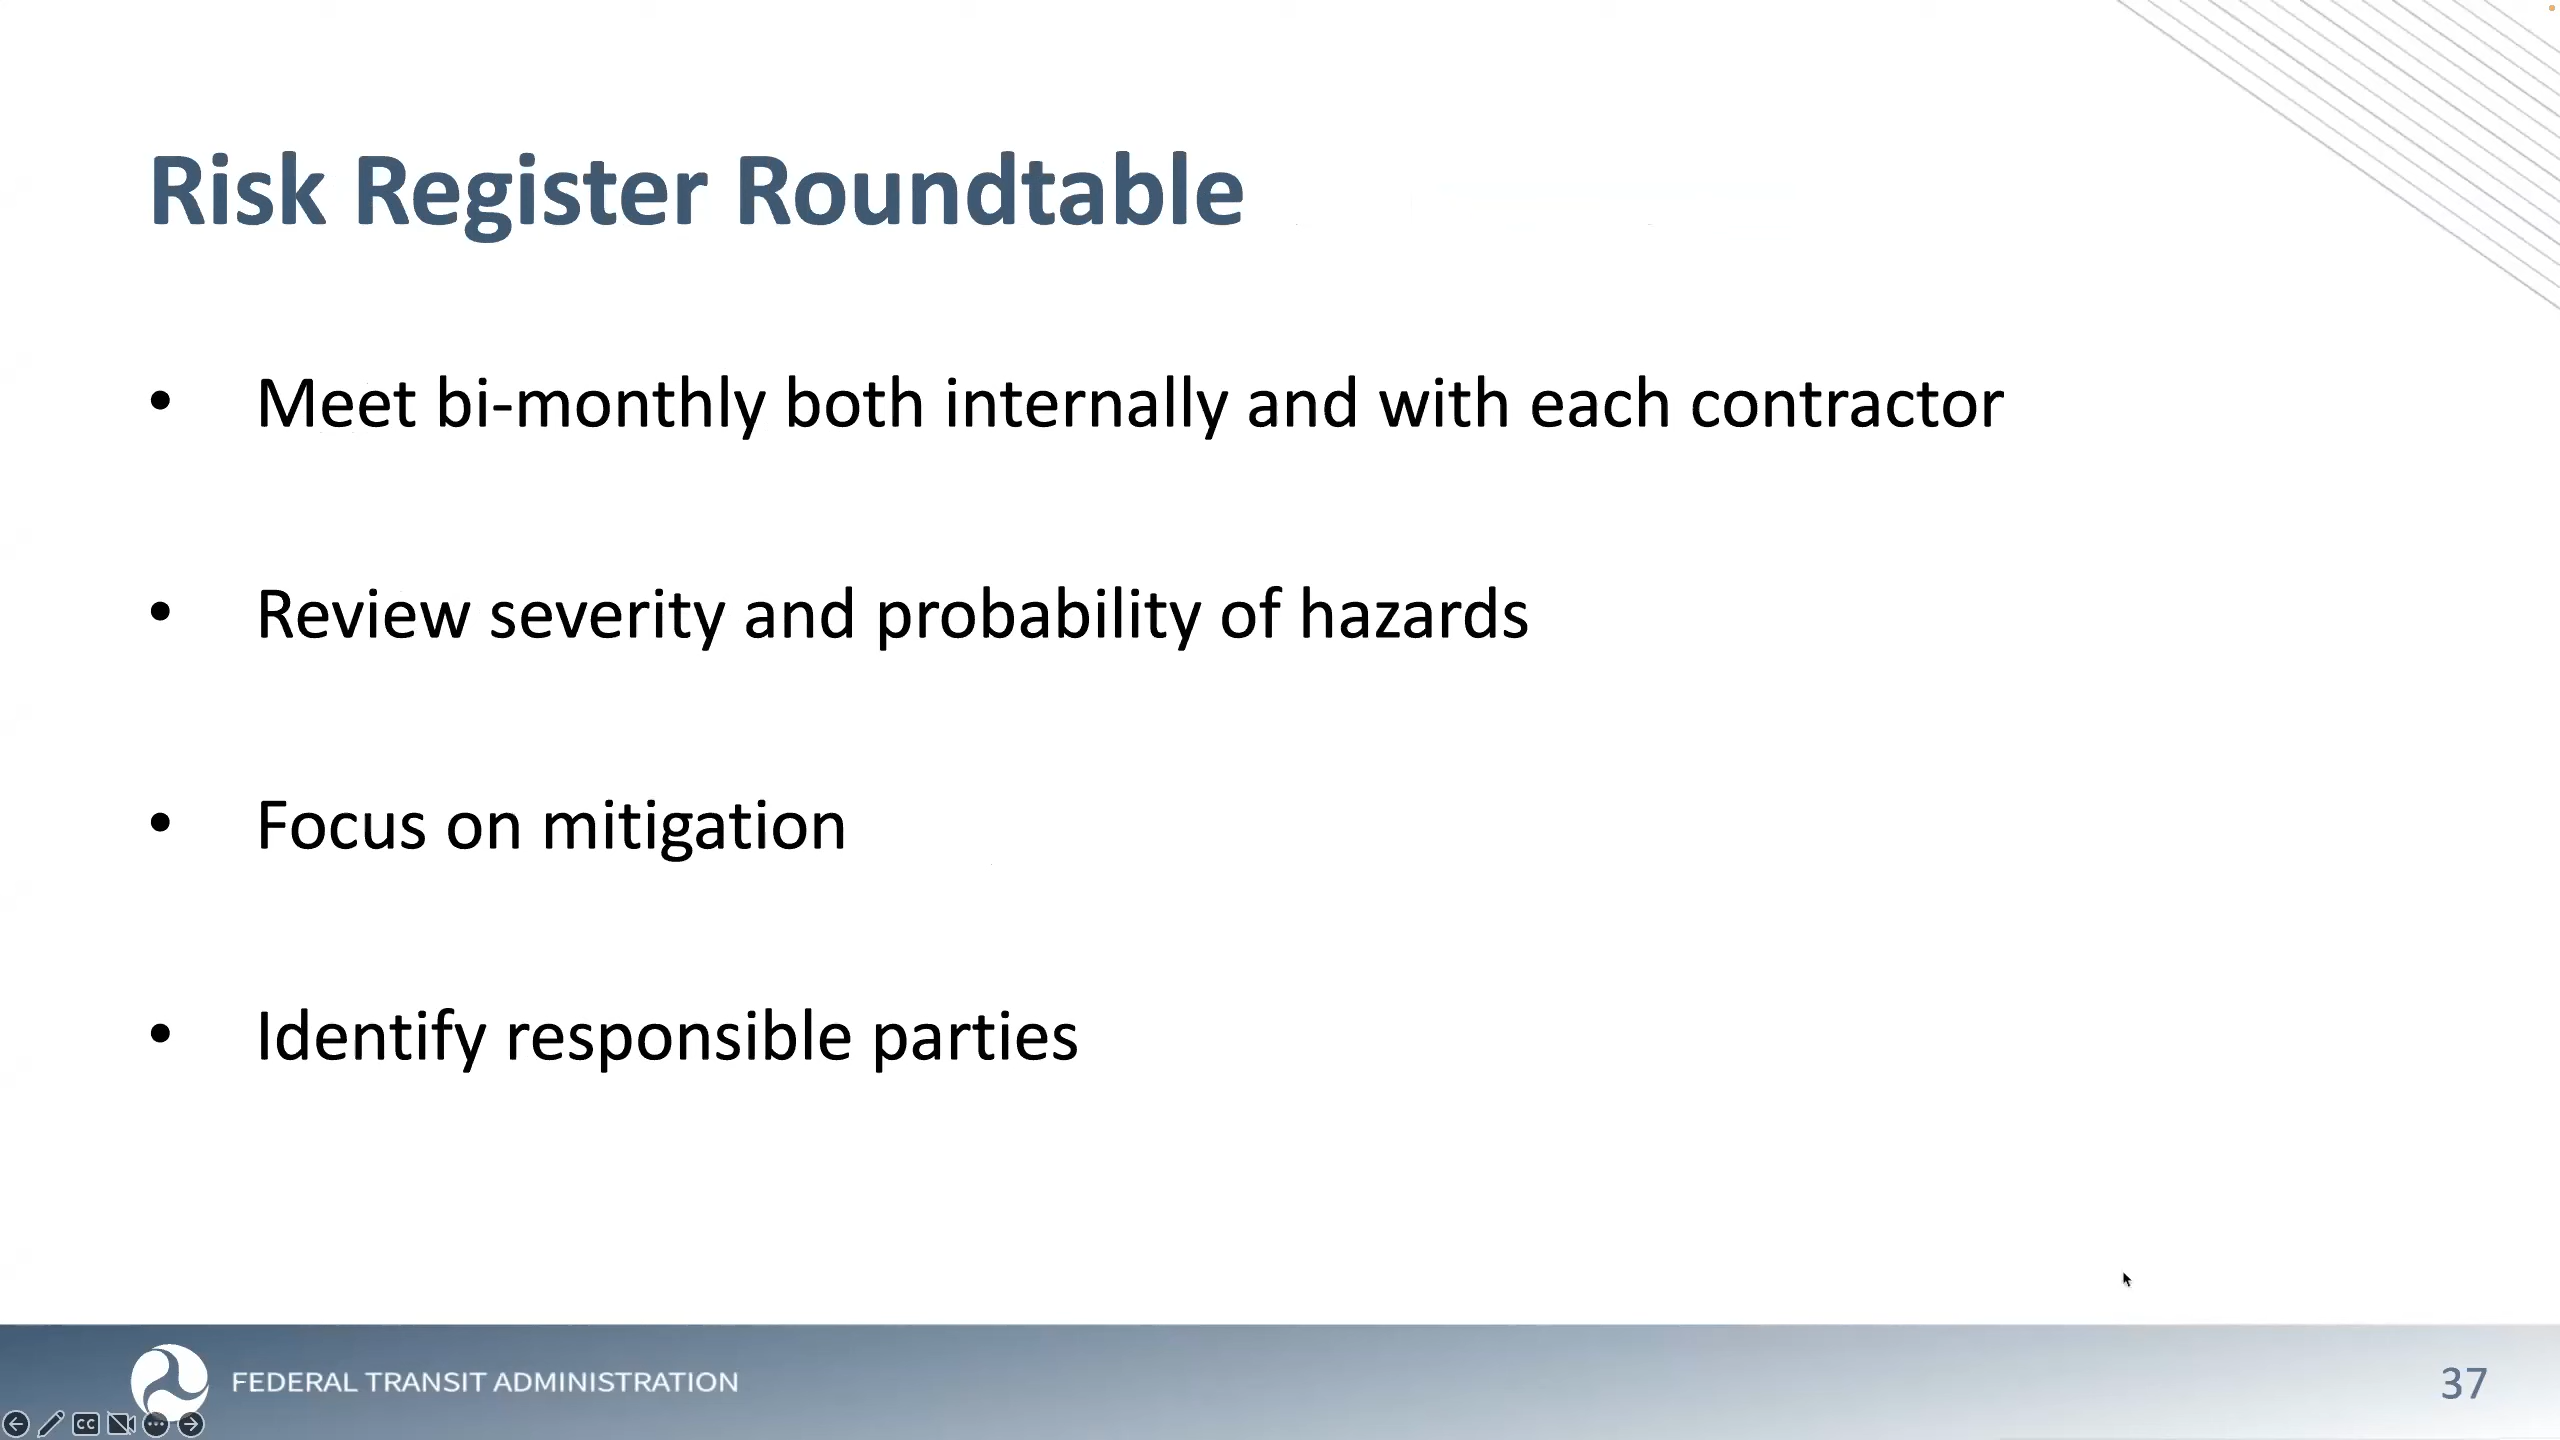 Risk Register Roundtable
• Meet bi-monthly both internally and with each contractor
• Review severity and probability of hazards
• Focus on mitigation
• Identify responsible parties
FEDERAL TRANSIT ADMINISTRATION
37
CC